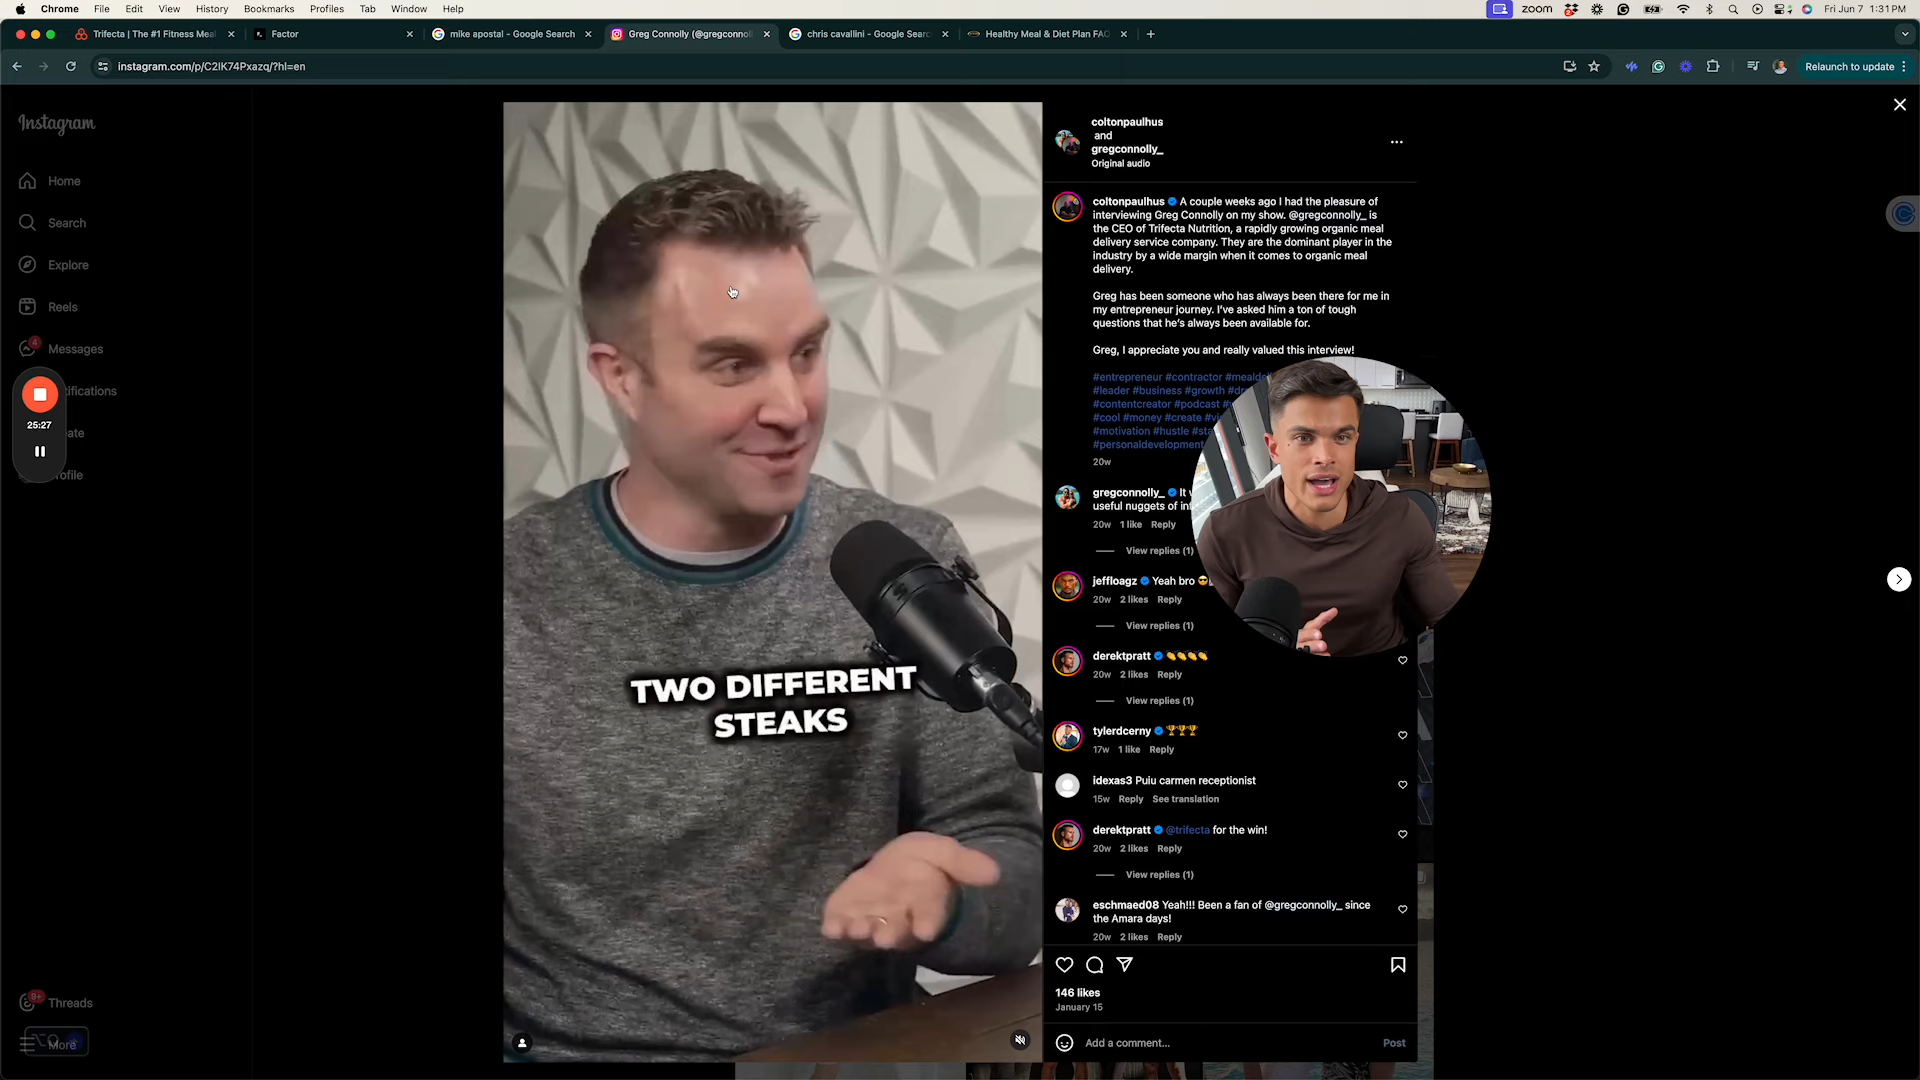 Chrome File Edit View History Bookmarks Profiles Tab Window Help
zoom Fri Jun 7 1:31 PM
Trifecta | The #1 Fitness Meal
Factor
mike apostal - Google Search
Greg Connolly (@gregconnoll
chris cavallini - Google Searc
Healthy Meal & Diet Plan FAQ
instagram.com/p/C2IK74Pxazq/?hl=en
Relaunch to update
Instagram
Home
Search
Explore
Reels
4
Messages
tifications
eate
rofile
25:27
9+
Threads
More
TWO DIFFERENT
STEAKS
coltonpaulhus
and
gregconnolly_
Original audio
coltonpaulhus A couple weeks ago I had the pleasure of
interviewing Greg Connolly on my show. @gregconnolly_ is
the CEO of Trifecta Nutrition, a rapidly growing organic meal
delivery service company. They are the dominant player in the
industry by a wide margin when it comes to organic meal
delivery.
Greg has been someone who has always been there for me in
my entrepreneur journey. I've asked him a ton of tough
questions that he's always been available for.
Greg, I appreciate you and really valued this interview!
#entrepreneur #contractor
#leader #business #growth
#contentcreator #podcast
#cool #money #create
#motivation #hustle
#personaldevelopment
20w
gregconnolly_ It
useful nuggets of
20w 1 like Reply
View replies (1)
jeffloagz Yeah bro 😎
20w 2 likes Reply
View replies (1)
derektpratt 👏👏👏👏
20w 2 likes Reply
View replies (1)
tylerdcerny 🏆🏆🏆
17w 1 like Reply
idexas3 Puiu carmen receptionist
15w Reply See translation
derektpratt @trifecta for the win!
20w 2 likes Reply
View replies (1)
eschmaed08 Yeah!!! Been a fan of @gregconnolly_ since
the Amara days!
20w 2 likes Reply
146 likes
January 15
Add a comment... Post